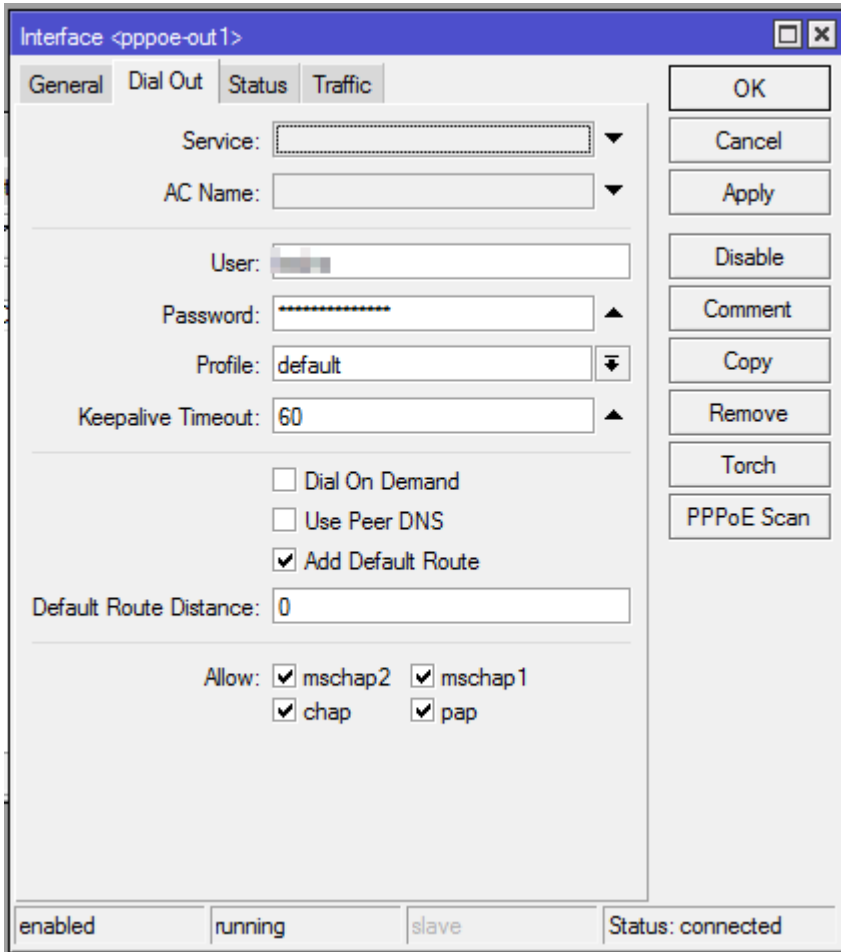 Interface <pppoe-out1>
General Dial Out Status Traffic
OK
Service:
Cancel
AC Name:
Apply
User:
Disable
Password: **************
Comment
Profile: default
Copy
Keepalive Timeout: 60
Remove
Dial On Demand
Torch
Use Peer DNS
PPPoE Scan
Add Default Route
Default Route Distance: 0
Allow: mschap2 mschap1
chap pap
enabled running slave Status: connected